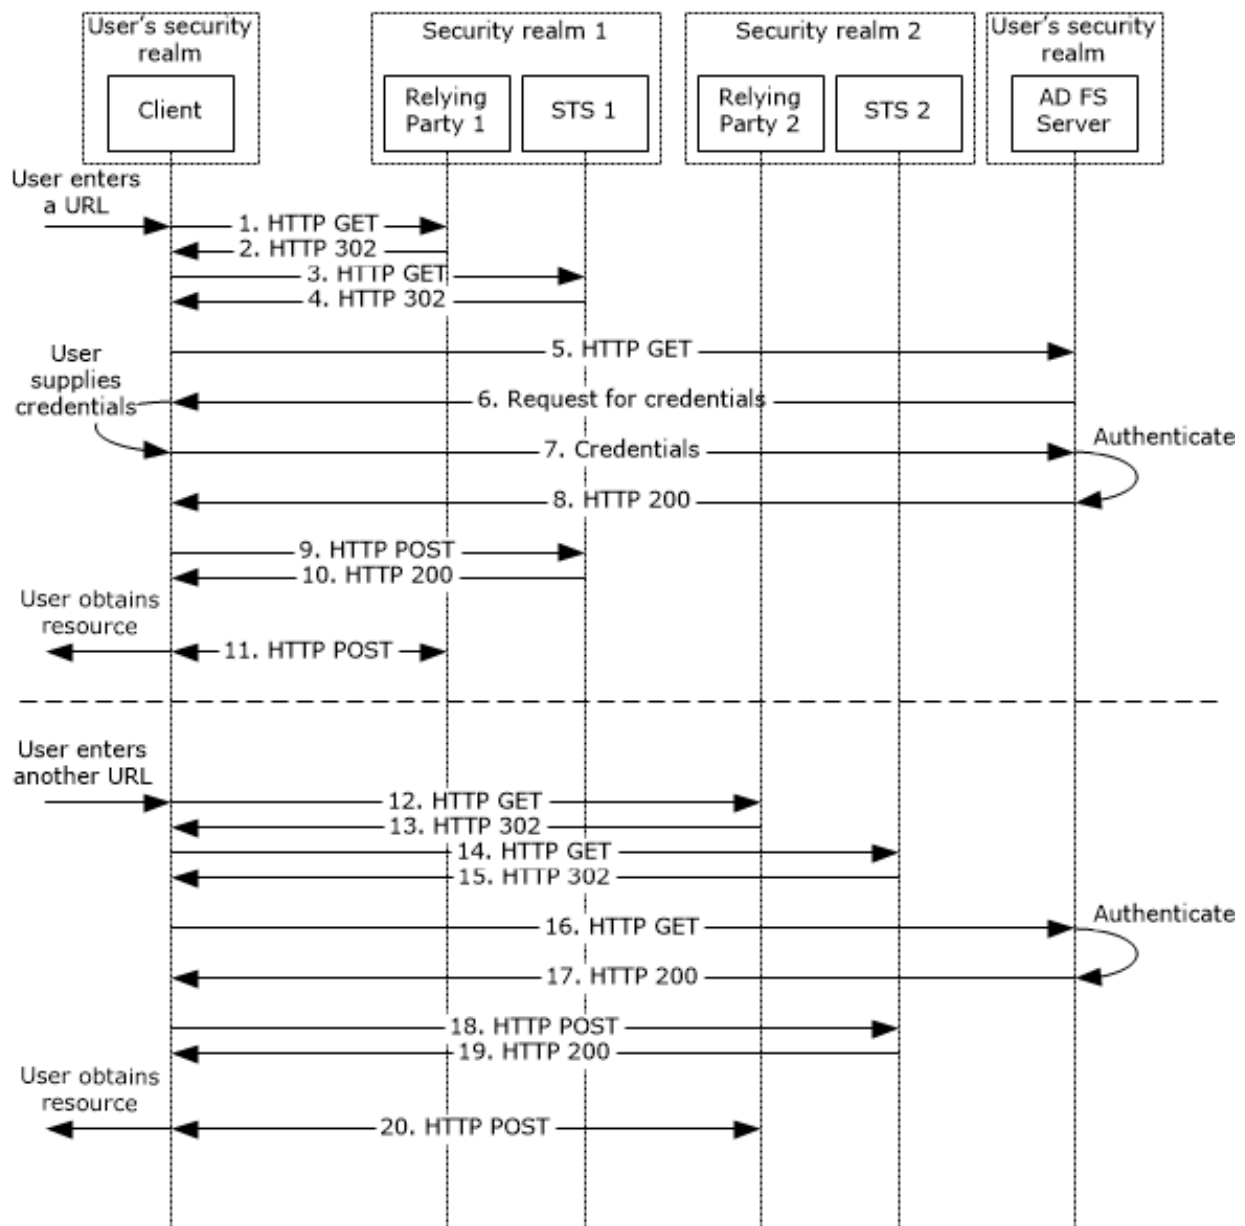 User's security
realm
Security realm 1
Security realm 2
User's security
realm
Client
Relying
Party 1
STS 1
Relying
Party 2
STS 2
AD FS
Server
User enters
a URL
1. HTTP GET
2. HTTP 302
3. HTTP GET
4. HTTP 302
5. HTTP GET
User
supplies
credentials
6. Request for credentials
7. Credentials
Authenticate
8. HTTP 200
9. HTTP POST
10. HTTP 200
User obtains
resource
11. HTTP POST
User enters
another URL
12. HTTP GET
13. HTTP 302
14. HTTP GET
15. HTTP 302
16. HTTP GET
Authenticate
17. HTTP 200
18. HTTP POST
19. HTTP 200
User obtains
resource
20. HTTP POST